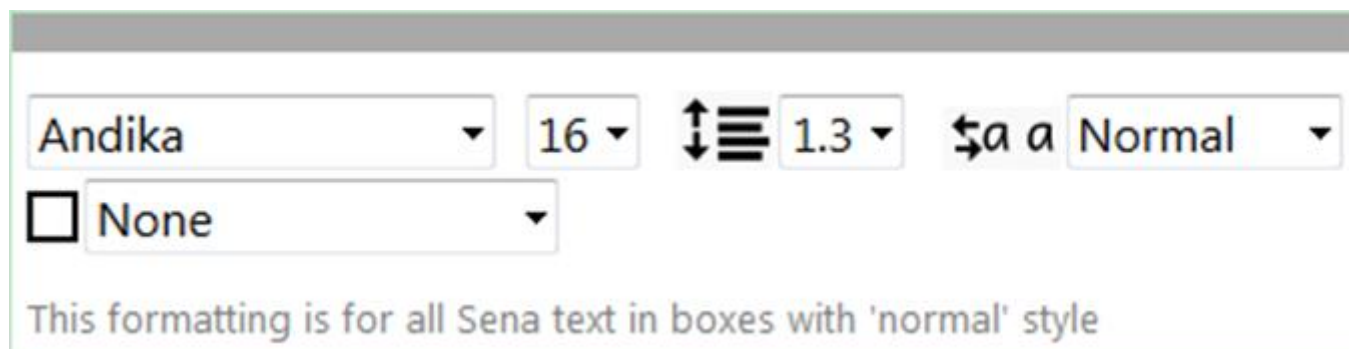 Andika 16 1.3 a a Normal
None
This formatting is for all Sena text in boxes with 'normal' style